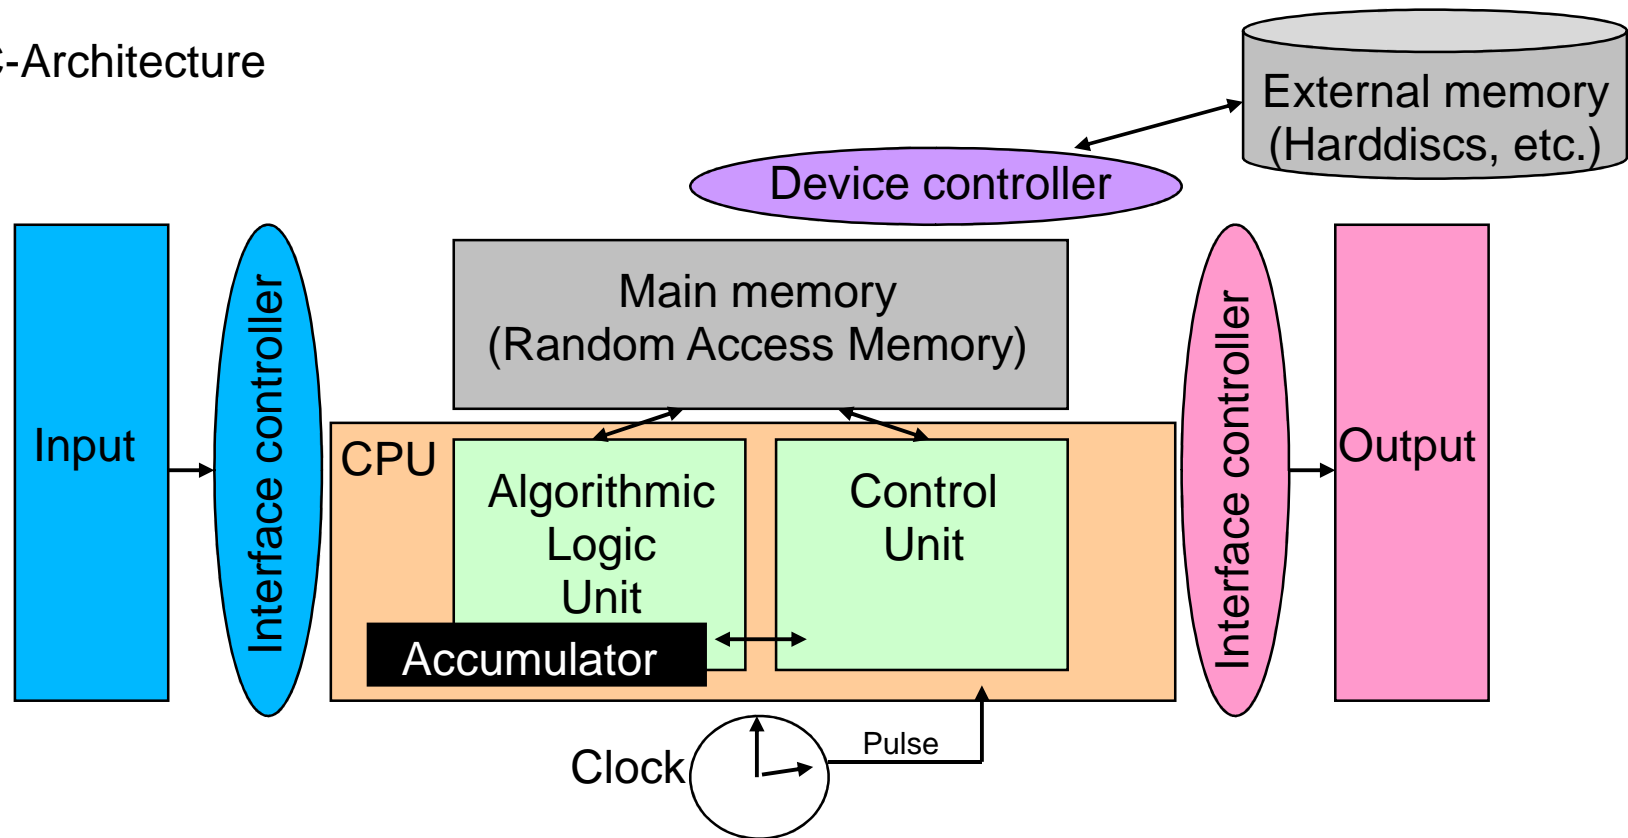 C-Architecture
External memory
(Harddiscs, etc.)
Device controller
Main memory
(Random Access Memory)
Input
Interface controller
CPU
Algorithmic
Logic
Unit
Accumulator
Control
Unit
Interface controller
Output
Clock
Pulse